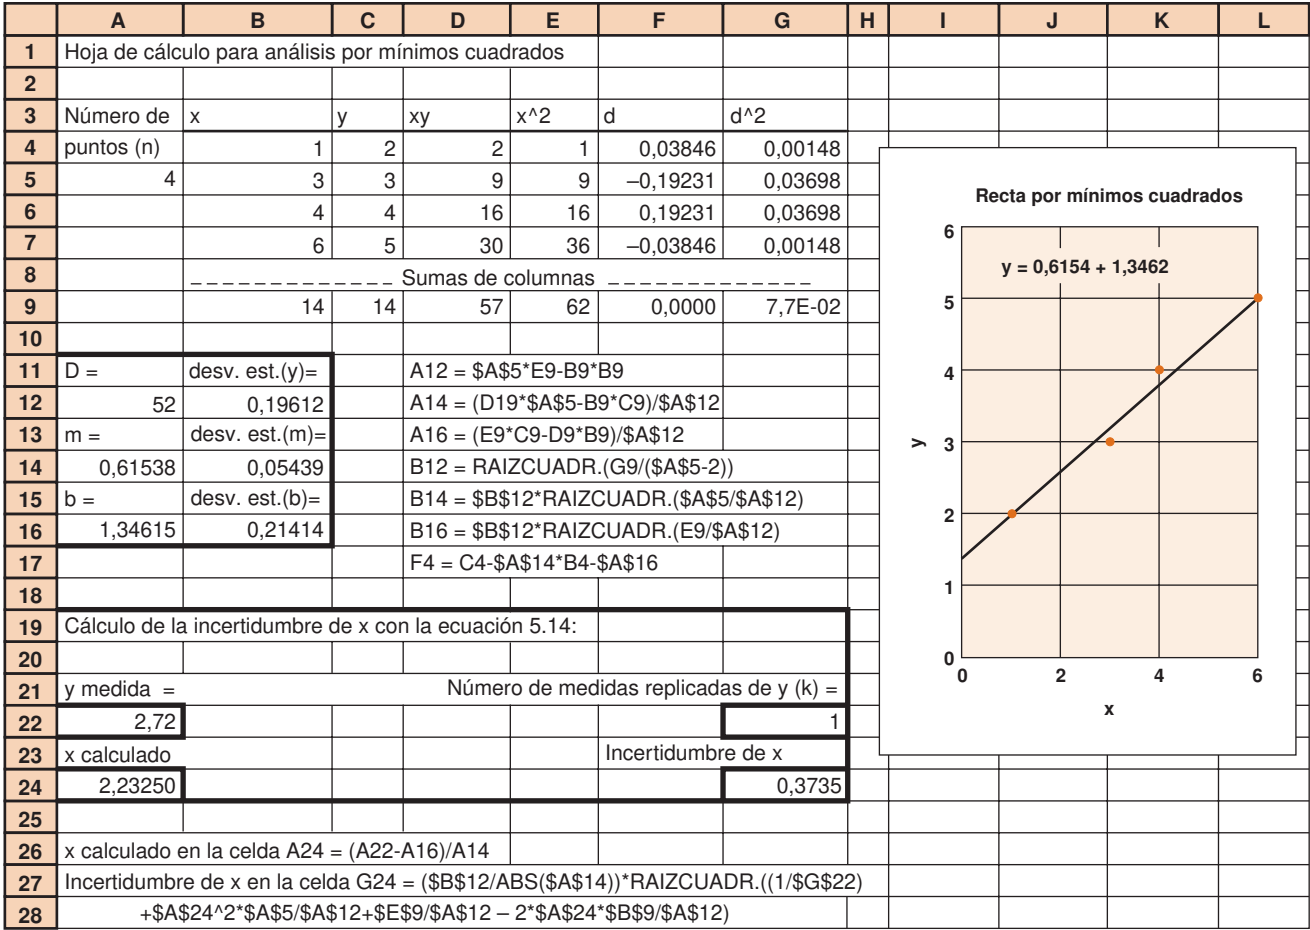 A B C D E F G H I J K L
1 Hoja de cálculo para análisis por mínimos cuadrados
2
3 Número de x y xy x^2 d d^2
4 puntos (n) 1 2 2 1 0,03846 0,00148
5 4 3 3 9 9 –0,19231 0,03698
6 4 4 16 16 0,19231 0,03698
7 6 5 30 36 –0,03846 0,00148
8 _ _ _ _ _ _ _ _ _ _ _ _ _ Sumas de columnas _ _ _ _ _ _ _ _ _ _ _ _ _
9 14 14 57 62 0,0000 7,7E-02
10
11 D = desv. est.(y)= A12 = $A$5*E9-B9*B9
12 52 0,19612 A14 = (D19*$A$5-B9*C9)/$A$12
13 m = desv. est.(m)= A16 = (E9*C9-D9*B9)/$A$12
14 0,61538 0,05439 B12 = RAIZCUADR.(G9/($A$5-2))
15 b = desv. est.(b)= B14 = $B$12*RAIZCUADR.($A$5/$A$12)
16 1,34615 0,21414 B16 = $B$12*RAIZCUADR.(E9/$A$12)
17 F4 = C4-$A$14*B4-$A$16
18
19 Cálculo de la incertidumbre de x con la ecuación 5.14:
20
21 y medida = Número de medidas replicadas de y (k) =
22 2,72 1
23 x calculado Incertidumbre de x
24 2,23250 0,3735
25
26 x calculado en la celda A24 = (A22-A16)/A14
27 Incertidumbre de x en la celda G24 = ($B$12/ABS($A$14))*RAIZCUADR.((1/$G$22)
28 +$A$24^2*$A$5/$A$12+$E$9/$A$12 – 2*$A$24*$B$9/$A$12)
Recta por mínimos cuadrados
y = 0,6154 + 1,3462
6
5
4
3
2
1
0
y
0 2 4 6
x